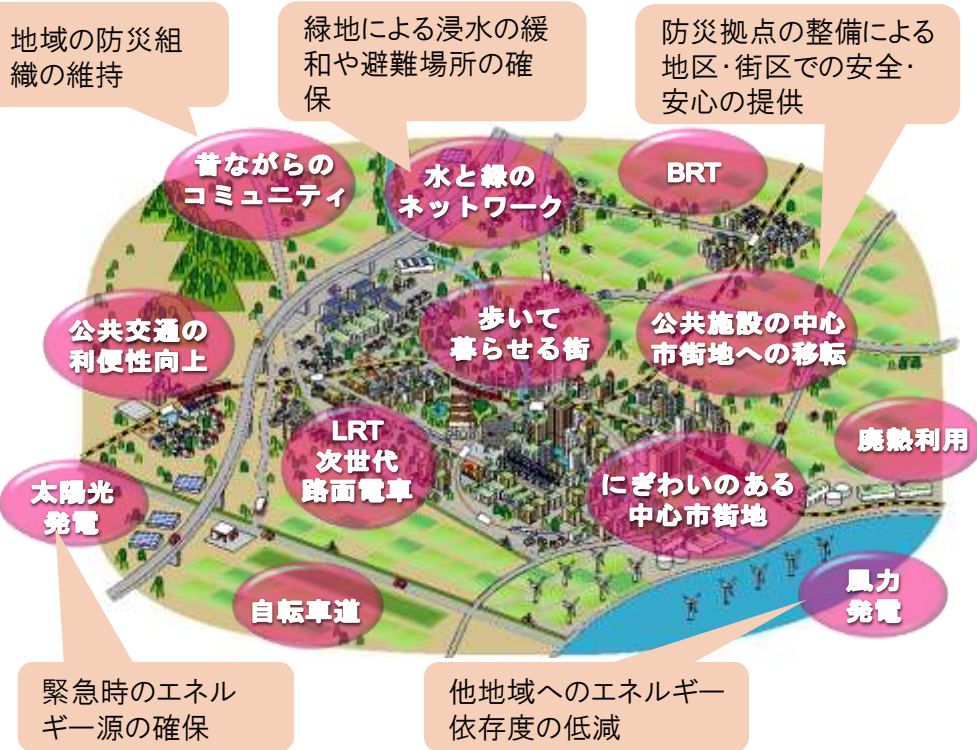 地域の防災組
織の維持
緑地による浸水の緩
和や避難場所の確
保
防災拠点の整備による
地区・街区での安全・
安心の提供
昔ながらの
コミュニティ
水と緑の
ネットワーク
BRT
公共交通の
利便性向上
歩いて
暮らせる街
公共施設の中心
市街地への移転
LRT
次世代
路面電車
廃熱利用
太陽光
発電
にぎわいのある
中心市街地
自転車道
風力
発電
緊急時のエネル
ギー源の確保
他地域へのエネルギー
依存度の低減